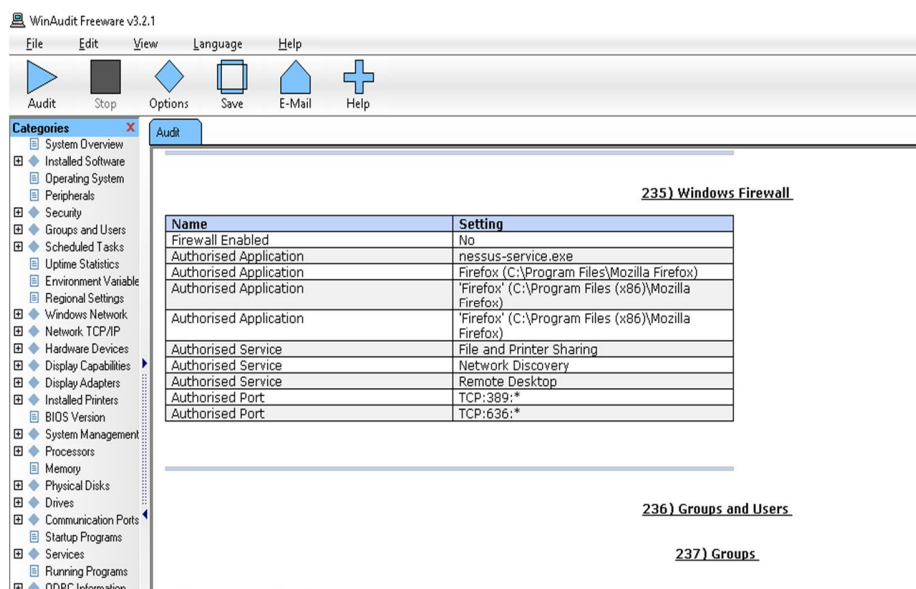 WinAudit Freeware v3.2.1
File Edit View Language Help
Audit Stop Options Save E-Mail Help
Categories X
Audit
System Overview
Installed Software
Operating System
Peripherals
Security
Groups and Users
Scheduled Tasks
Uptime Statistics
Environment Variable
Regional Settings
Windows Network
Network TCP/IP
Hardware Devices
Display Capabilities
Display Adapters
Installed Printers
BIOS Version
System Management
Processors
Memory
Physical Disks
Drives
Communication Ports
Startup Programs
Services
Running Programs
ODBC Information
235) Windows Firewall
Name Setting
Firewall Enabled No
Authorised Application nessus-service.exe
Authorised Application Firefox (C:\Program Files\Mozilla Firefox)
Authorised Application 'Firefox' (C:\Program Files (x86)\Mozilla
Firefox)
Authorised Application 'Firefox' (C:\Program Files (x86)\Mozilla
Firefox)
Authorised Service File and Printer Sharing
Authorised Service Network Discovery
Authorised Service Remote Desktop
Authorised Port TCP:389:*
Authorised Port TCP:636:*
236) Groups and Users
237) Groups